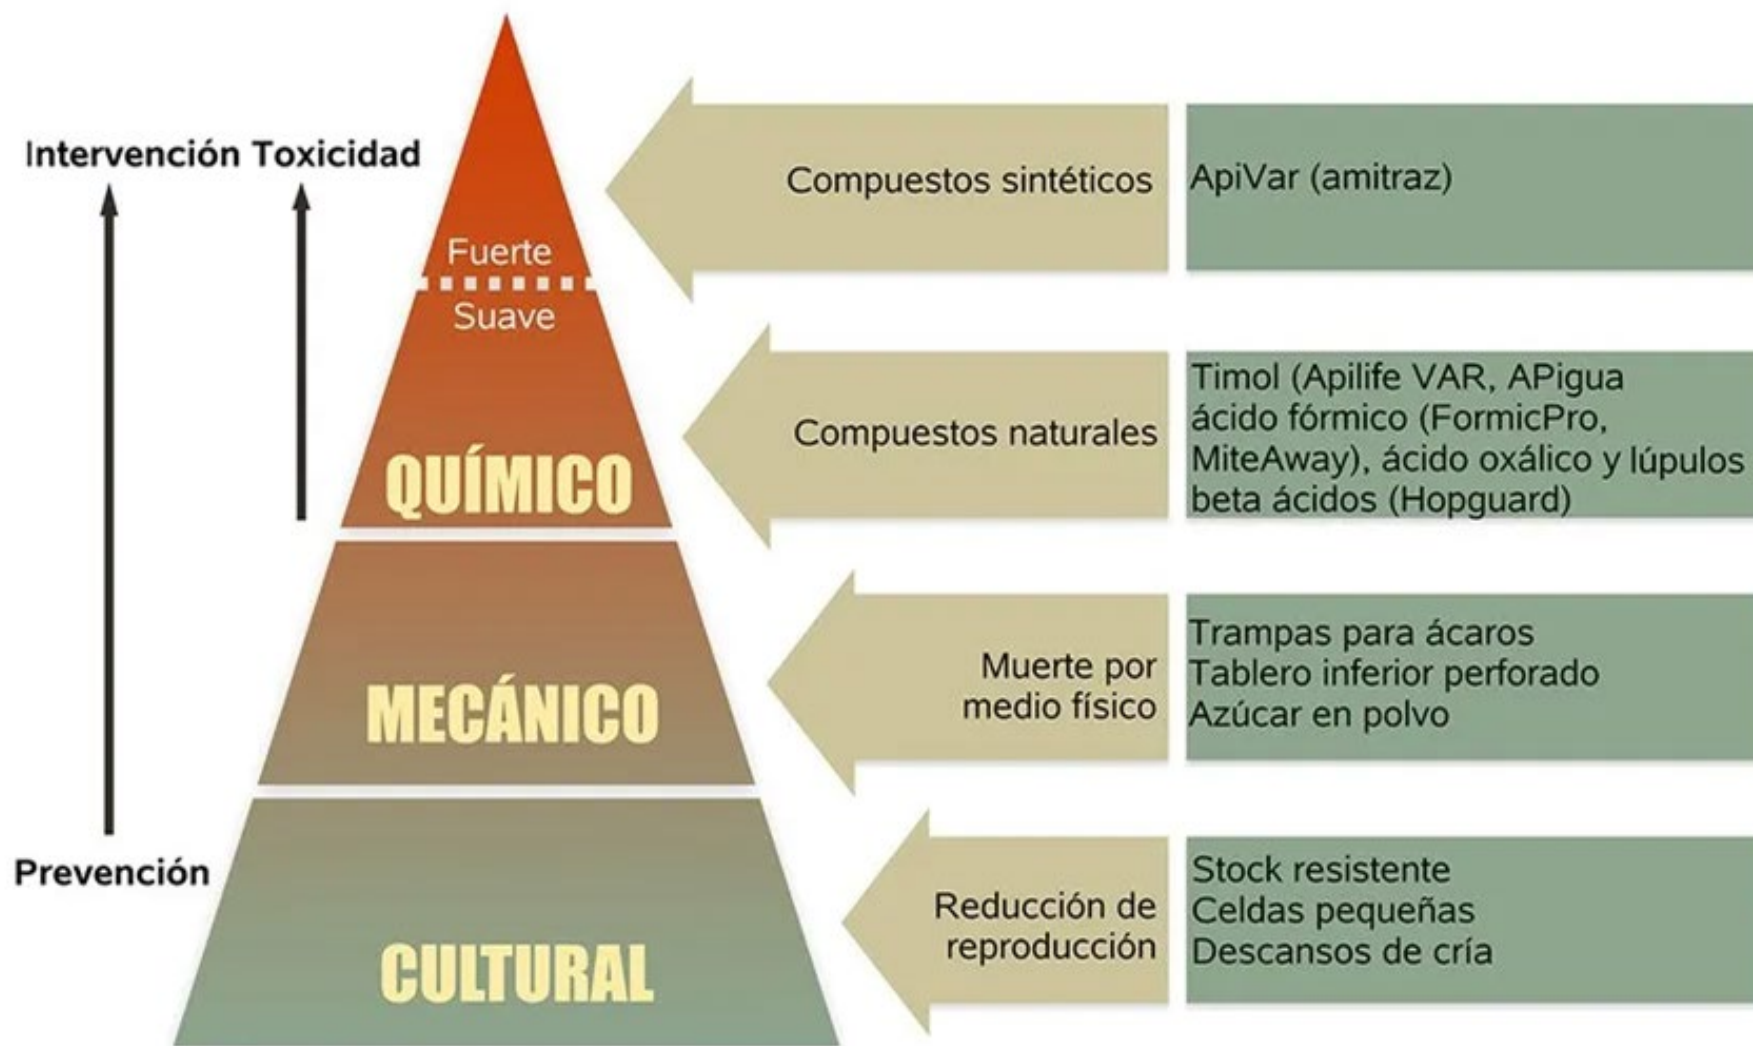 Intervención Toxicidad
Prevención
Fuerte
Suave
QUÍMICO
MECÁNICO
CULTURAL
Compuestos sintéticos
ApiVar (amitraz)
Compuestos naturales
Timol (Apilife VAR, APigua
ácido fórmico (FormicPro,
MiteAway), ácido oxálico y lúpulos
beta ácidos (Hopguard)
Muerte por
medio físico
Trampas para ácaros
Tablero inferior perforado
Azúcar en polvo
Reducción de
reproducción
Stock resistente
Celdas pequeñas
Descansos de cría